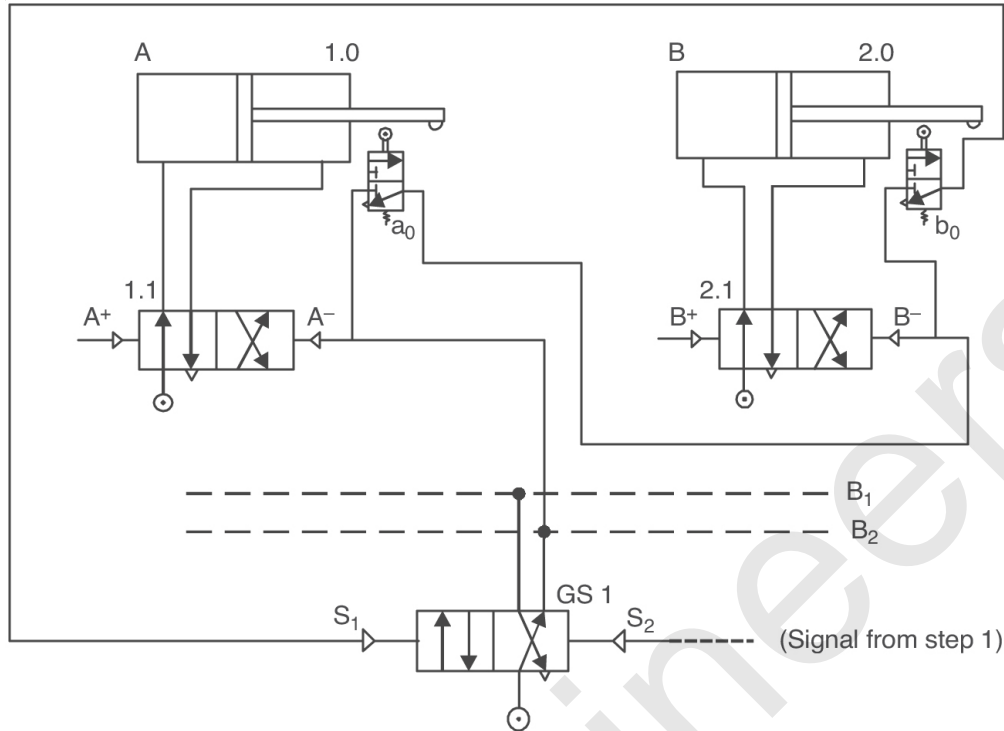 A 1.0 B 2.0
a₀ b₀
1.1 2.1
A⁺ A⁻ B⁺ B⁻
B₁
B₂
GS 1
S₁ S₂
(Signal from step 1)
ineers